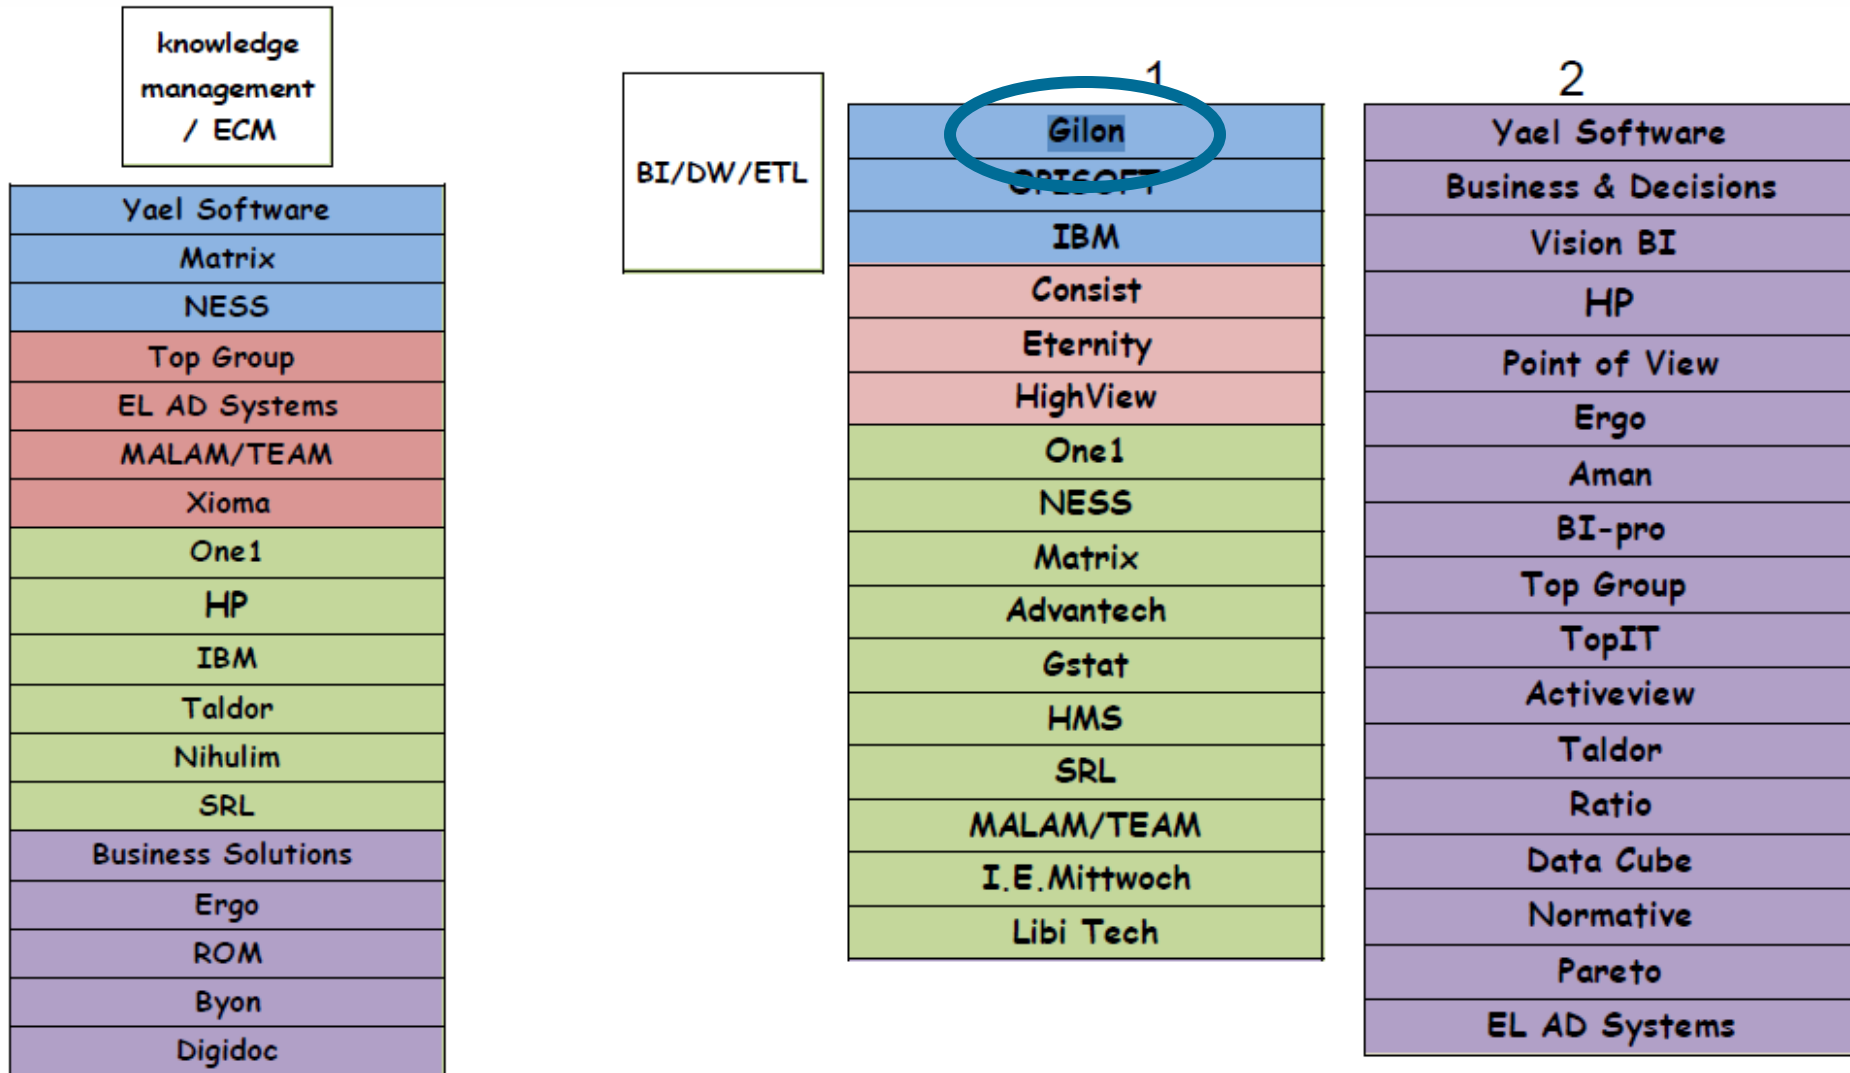 knowledge
management
/ ECM
Yael Software
Matrix
NESS
Top Group
EL AD Systems
MALAM/TEAM
Xioma
One1
HP
IBM
Taldor
Nihulim
SRL
Business Solutions
Ergo
ROM
Byon
Digidoc
BI/DW/ETL
1
Gilon
OPISOFT
IBM
Consist
Eternity
HighView
One1
NESS
Matrix
Advantech
Gstat
HMS
SRL
MALAM/TEAM
I.E.Mittwoch
Libi Tech
2
Yael Software
Business & Decisions
Vision BI
HP
Point of View
Ergo
Aman
BI-pro
Top Group
TopIT
Activeview
Taldor
Ratio
Data Cube
Normative
Pareto
EL AD Systems